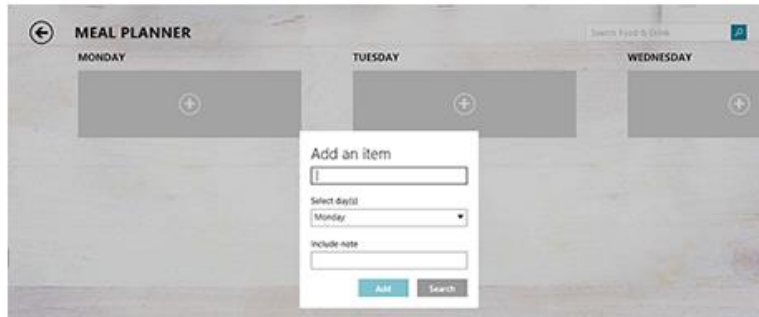 MEAL PLANNER
Search Food & Drink
MONDAY
TUESDAY
WEDNESDAY
Add an item
Select day(s)
Monday
Include note
Add
Search